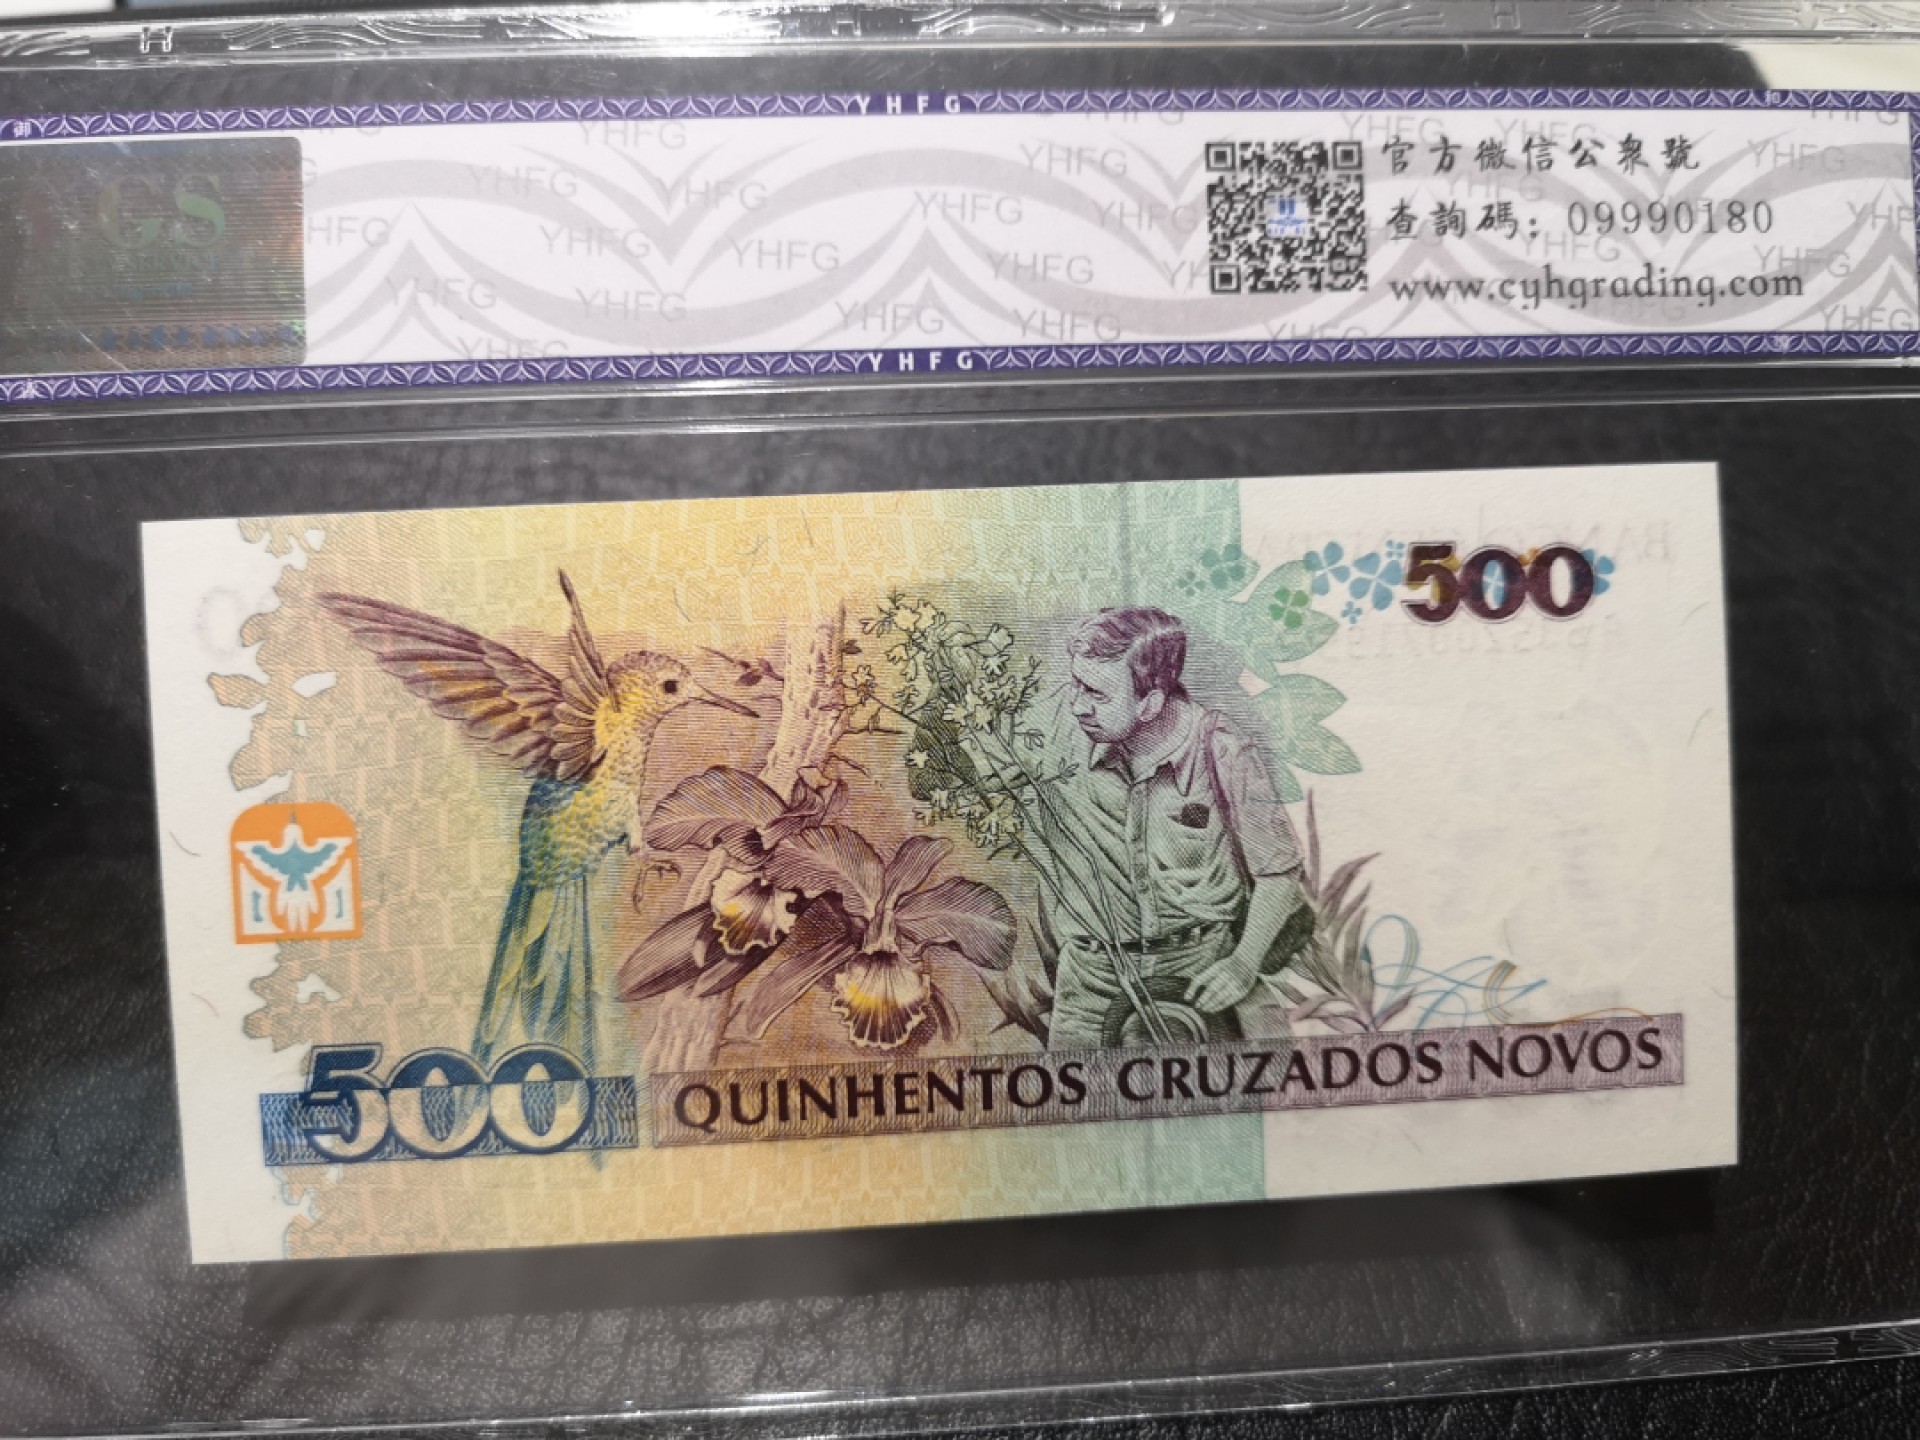 YHFG
GS
官方微信公衆號
查詢碼：09990180
www.cyhgrading.com
YHFG
500
500
QUINHENTOS CRUZADOS NOVOS